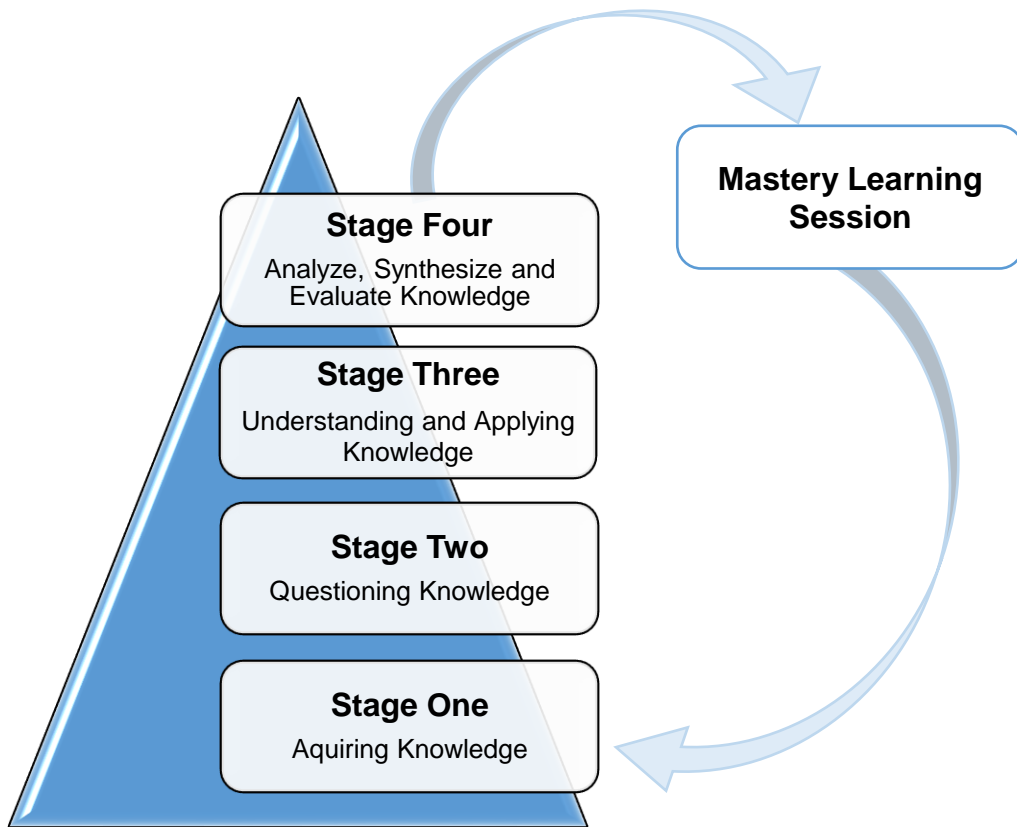 Stage Four
Analyze, Synthesize and
Evaluate Knowledge
Mastery Learning
Session
Stage Three
Understanding and Applying
Knowledge
Stage Two
Questioning Knowledge
Stage One
Aquiring Knowledge